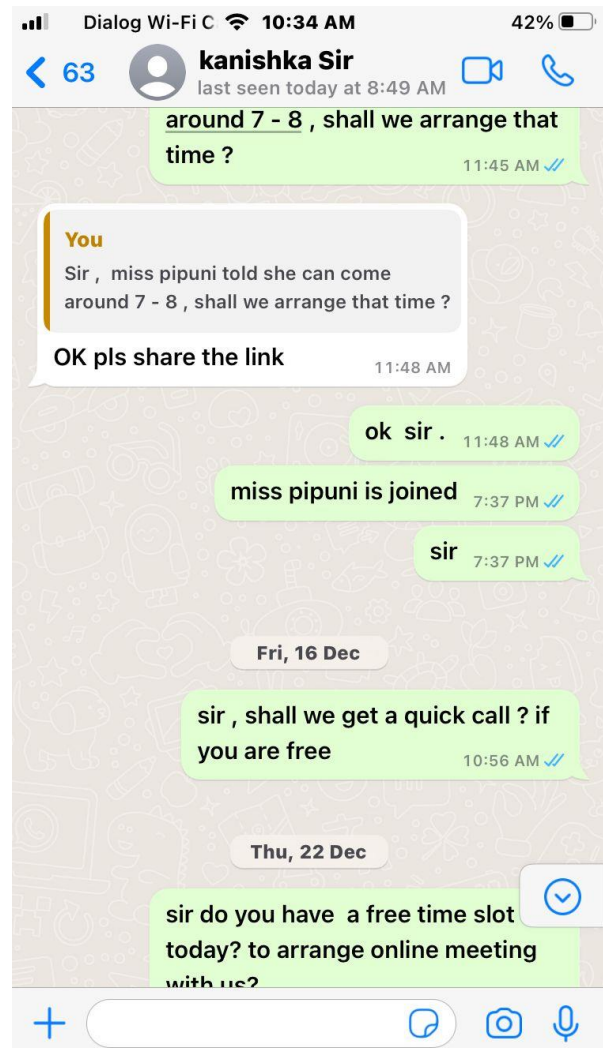 Dialog Wi-Fi C 10:34 AM 42%
63 kanishka Sir
last seen today at 8:49 AM
around 7 - 8 , shall we arrange that
time ? 11:45 AM
You
Sir , miss pipuni told she can come
around 7 - 8 , shall we arrange that time ?
OK pls share the link 11:48 AM
ok sir . 11:48 AM
miss pipuni is joined 7:37 PM
sir 7:37 PM
Fri, 16 Dec
sir , shall we get a quick call ? if
you are free 10:56 AM
Thu, 22 Dec
sir do you have a free time slot
today? to arrange online meeting
with us?